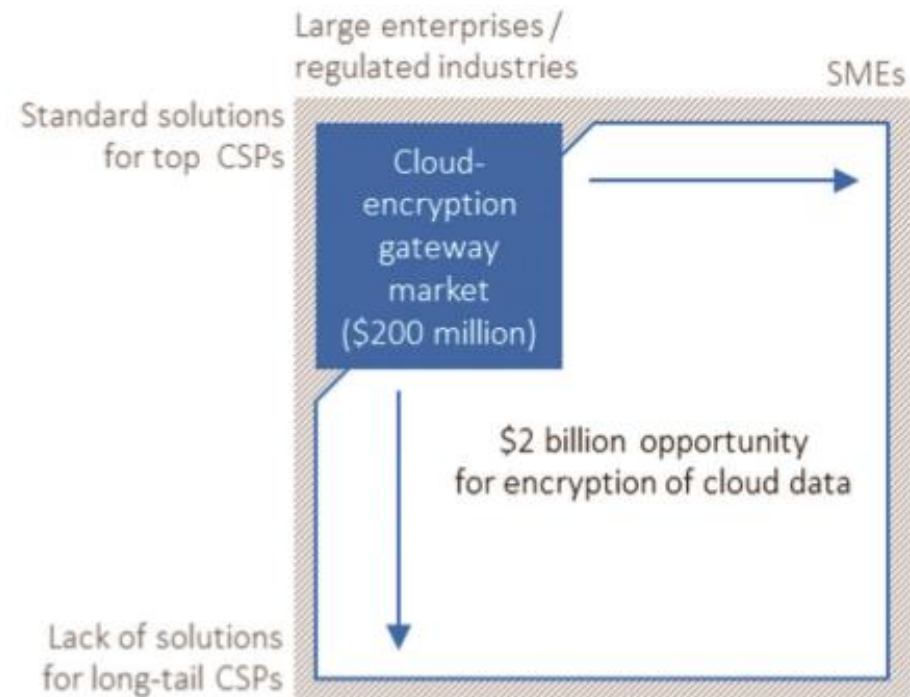 Large enterprises /
regulated industries
SMEs
Standard solutions
for top CSPs
Cloud-
encryption
gateway
market
($200 million)
$2 billion opportunity
for encryption of cloud data
Lack of solutions
for long-tail CSPs